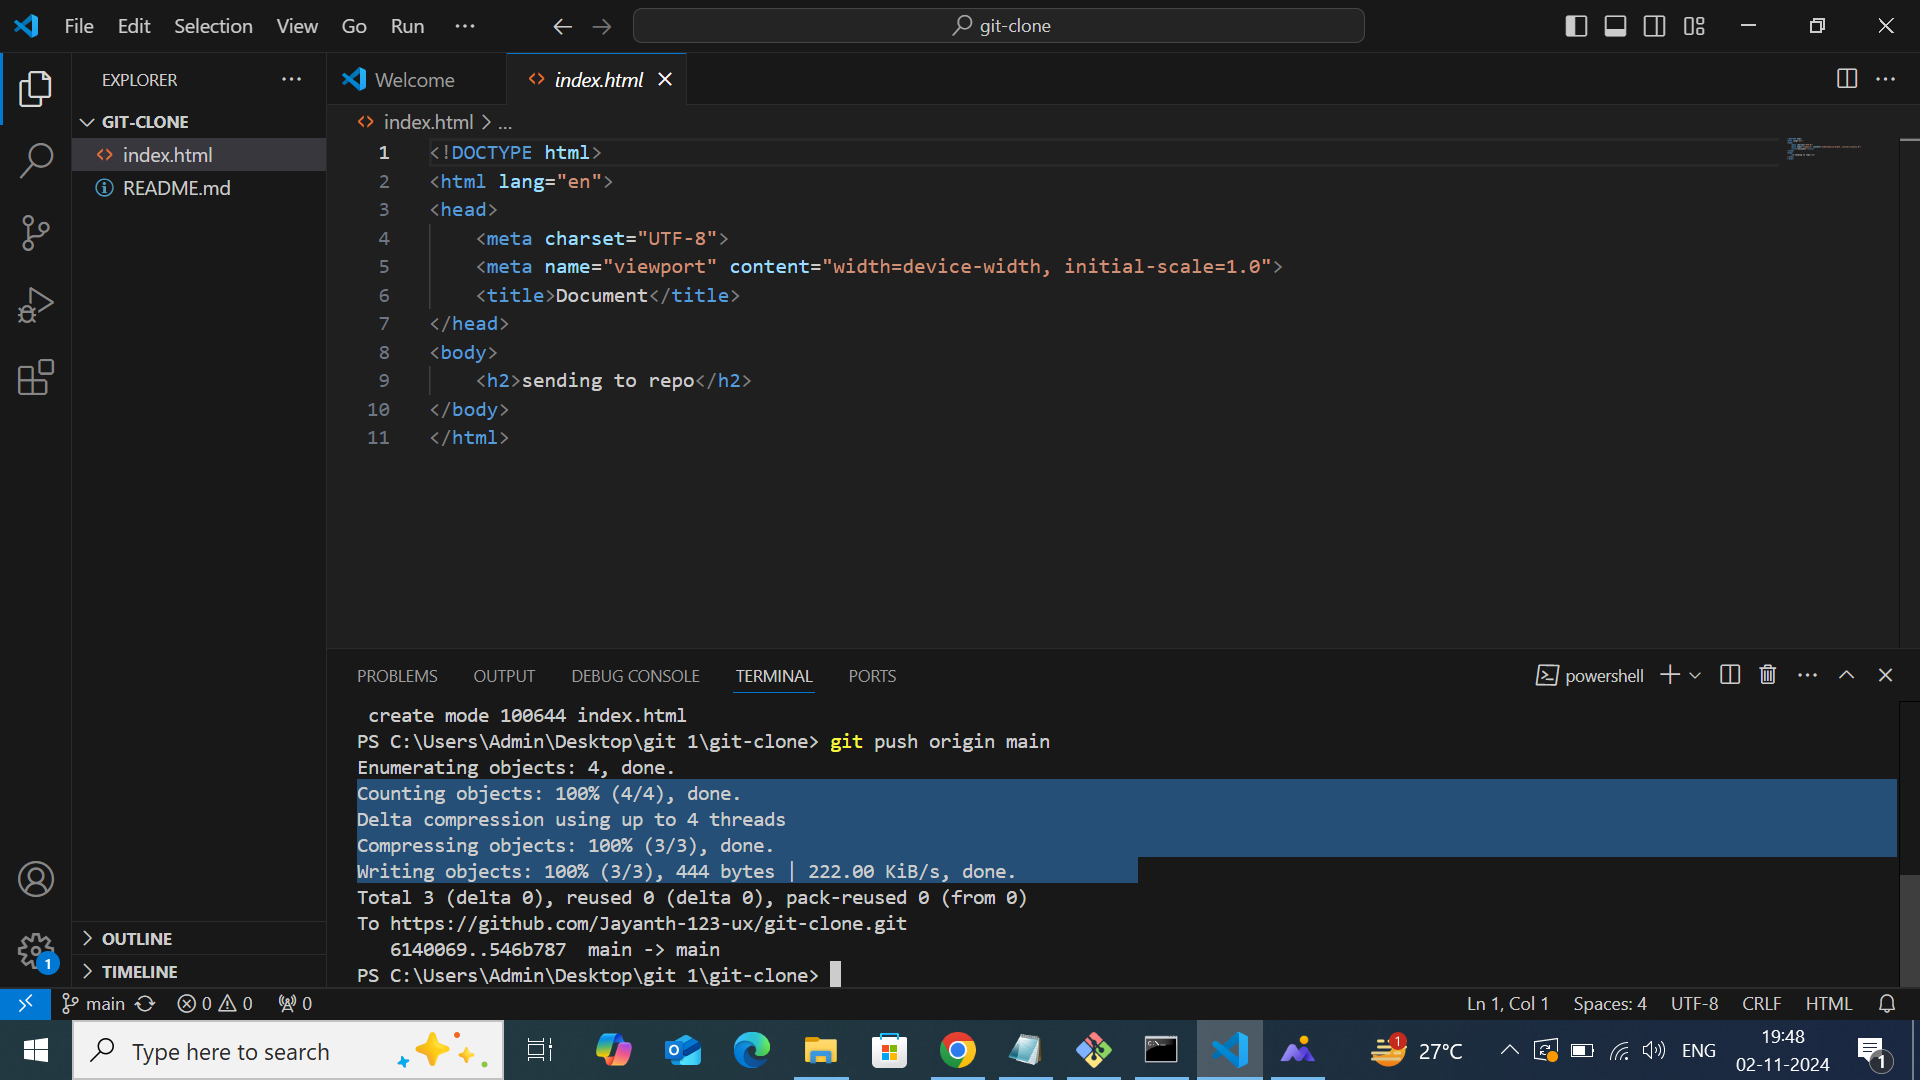 File Edit Selection View Go Run ···
git-clone
EXPLORER ···
GIT-CLONE
index.html
README.md
OUTLINE
TIMELINE
Welcome
index.html
index.html > ...
1 <!DOCTYPE html>
2 <html lang="en">
3 <head>
4 <meta charset="UTF-8">
5 <meta name="viewport" content="width=device-width, initial-scale=1.0">
6 <title>Document</title>
7 </head>
8 <body>
9 <h2>sending to repo</h2>
10 </body>
11 </html>
PROBLEMS OUTPUT DEBUG CONSOLE TERMINAL PORTS
powershell
create mode 100644 index.html
PS C:\Users\Admin\Desktop\git 1\git-clone> git push origin main
Enumerating objects: 4, done.
Counting objects: 100% (4/4), done.
Delta compression using up to 4 threads
Compressing objects: 100% (3/3), done.
Writing objects: 100% (3/3), 444 bytes | 222.00 KiB/s, done.
Total 3 (delta 0), reused 0 (delta 0), pack-reused 0 (from 0)
To https://github.com/Jayanth-123-ux/git-clone.git
6140069..546b787 main -> main
PS C:\Users\Admin\Desktop\git 1\git-clone>
1
main 0 0 0
Ln 1, Col 1 Spaces: 4 UTF-8 CRLF HTML
Type here to search
1 27°C
ENG
19:48
02-11-2024
1